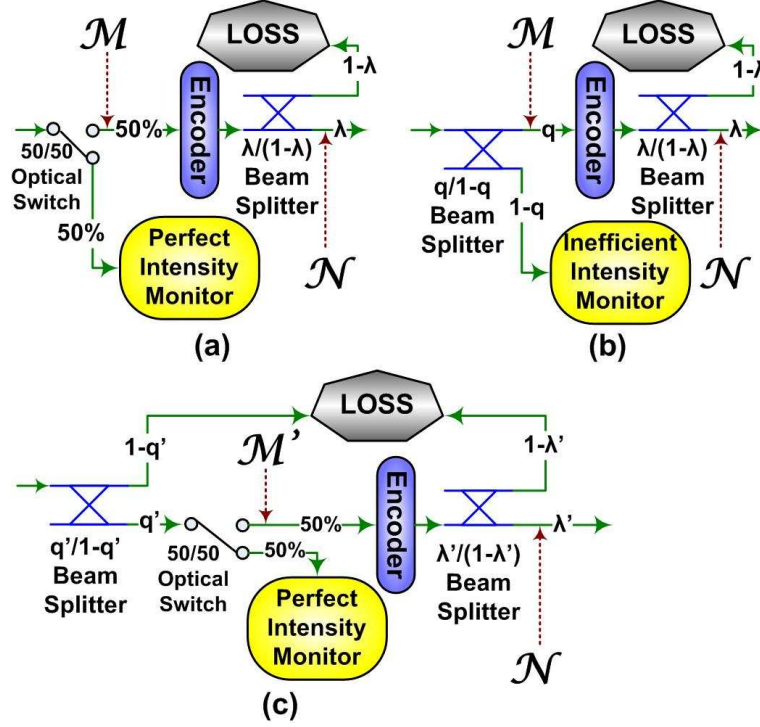 M
LOSS
1-λ
50%
Encoder
λ
50/50
Optical
Switch
λ/(1-λ)
Beam
Splitter
50%
Perfect
Intensity
Monitor
N
(a)
M
LOSS
1-λ
q
Encoder
λ
q/1-q
Beam
Splitter
1-q
λ/(1-λ)
Beam
Splitter
Inefficient
Intensity
Monitor
N
(b)
LOSS
1-q'
M'
1-λ'
q'
50%
Encoder
λ'
q'/1-q'
Beam
Splitter
50/50
Optical
Switch
50%
λ'/(1-λ')
Beam
Splitter
Perfect
Intensity
Monitor
N
(c)